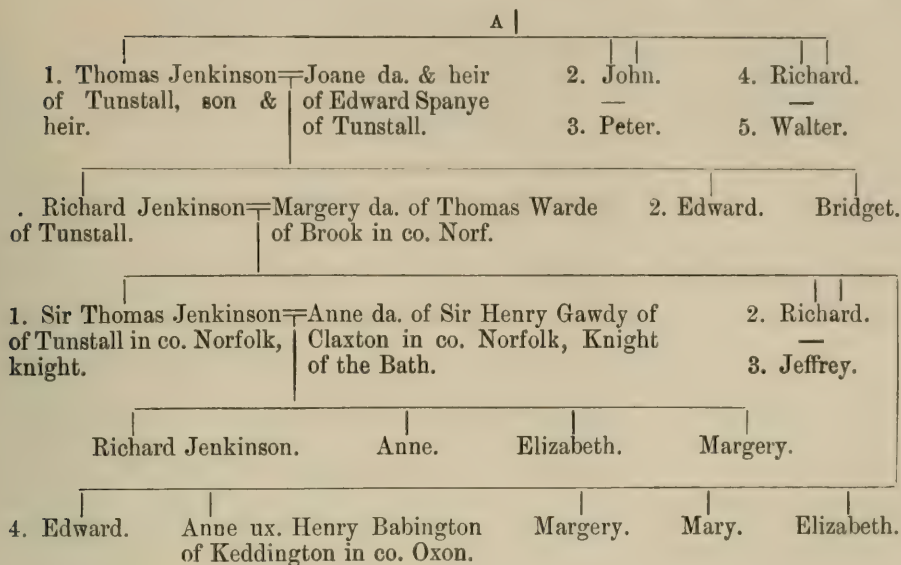 A
1. Thomas Jenkinson=Joane da. & heir 2. John. 4. Richard.
of Tunstall, son & of Edward Spanye — —
heir. of Tunstall. 3. Peter. 5. Walter.
. Richard Jenkinson=Margery da. of Thomas Warde 2. Edward. Bridget.
of Tunstall. of Brook in co. Norf.
1. Sir Thomas Jenkinson=Anne da. of Sir Henry Gawdy of 2. Richard.
of Tunstall in co. Norfolk, Claxton in co. Norfolk, Knight —
knight. of the Bath. 3. Jeffrey.
Richard Jenkinson. Anne. Elizabeth. Margery.
4. Edward. Anne ux. Henry Babington Margery. Mary. Elizabeth.
of Keddington in co. Oxon.